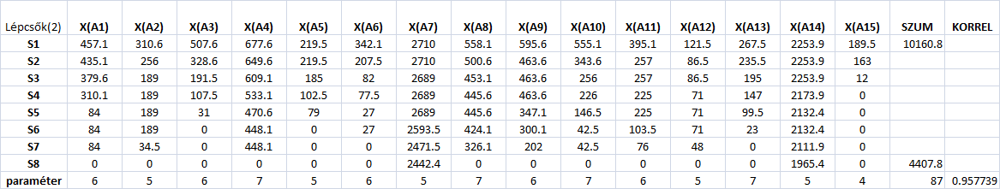 Lépcsők(2) X(A1) X(A2) X(A3) X(A4) X(A5) X(A6) X(A7) X(A8) X(A9) X(A10) X(A11) X(A12) X(A13) X(A14) X(A15) SZUM KORREL
S1 457.1 310.6 507.6 677.6 219.5 342.1 2710 558.1 595.6 555.1 395.1 121.5 267.5 2253.9 189.5 10160.8
S2 435.1 256 328.6 649.6 219.5 207.5 2710 500.6 463.6 343.6 257 86.5 235.5 2253.9 163
S3 379.6 189 191.5 609.1 185 82 2689 453.1 463.6 256 257 86.5 195 2253.9 12
S4 310.1 189 107.5 533.1 102.5 77.5 2689 445.6 463.6 226 225 71 147 2173.9 0
S5 84 189 31 470.6 79 27 2689 445.6 347.1 146.5 225 71 99.5 2132.4 0
S6 84 189 0 448.1 0 27 2593.5 424.1 300.1 42.5 103.5 71 23 2132.4 0
S7 84 34.5 0 448.1 0 0 2471.5 326.1 202 42.5 76 48 0 2111.9 0
S8 0 0 0 0 0 0 2442.4 0 0 0 0 0 0 1965.4 0 4407.8
paraméter 6 5 6 7 5 6 5 7 6 7 6 5 7 5 4 87 0.957739